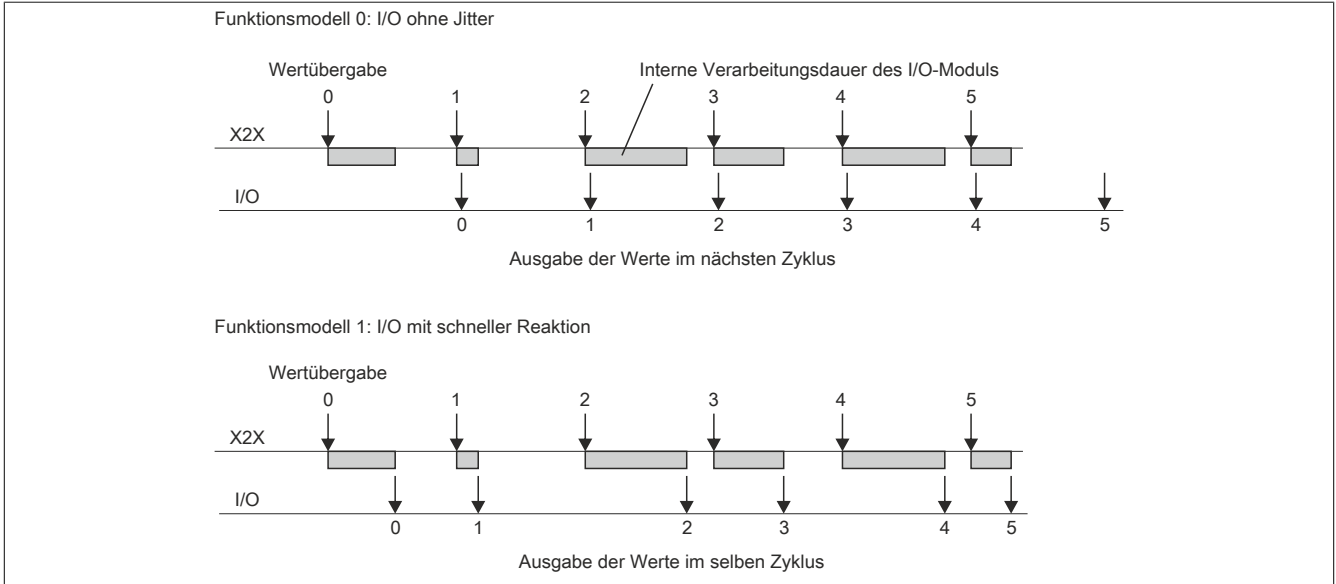 Funktionsmodell 0: I/O ohne Jitter
Wertübergabe Interne Verarbeitungsdauer des I/O-Moduls
0 1 2 3 4 5
X2X
I/O
0 1 2 3 4 5
Ausgabe der Werte im nächsten Zyklus
Funktionsmodell 1: I/O mit schneller Reaktion
Wertübergabe
0 1 2 3 4 5
X2X
I/O
0 1 2 3 4 5
Ausgabe der Werte im selben Zyklus